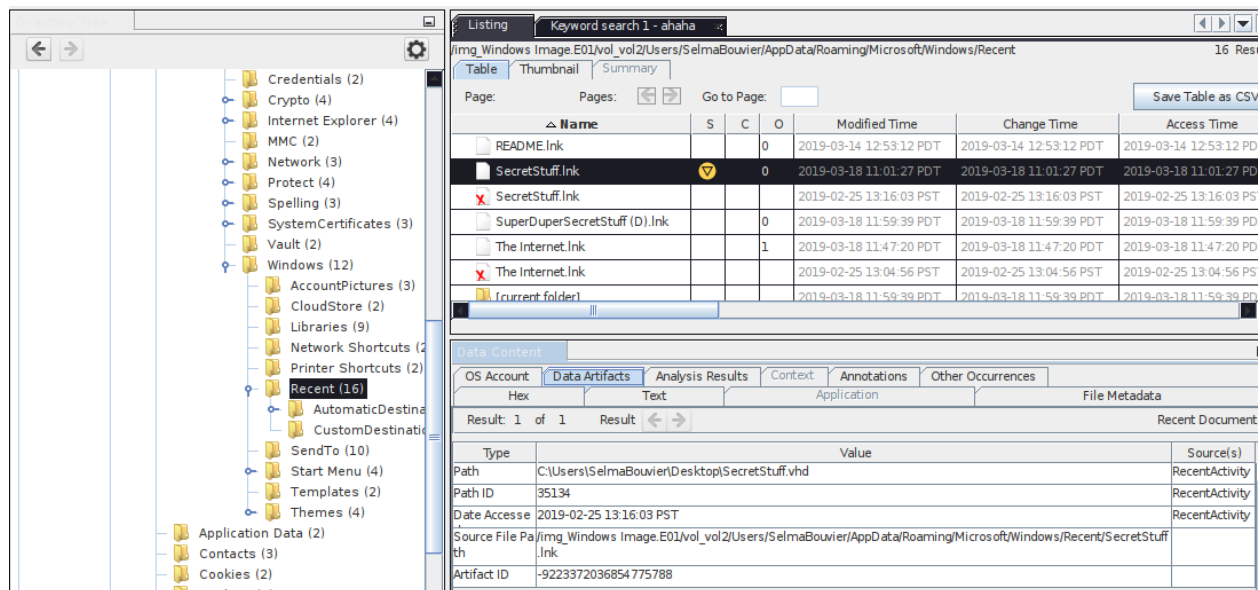 Directory Tree
Credentials (2)
Crypto (4)
Internet Explorer (4)
MMC (2)
Network (3)
Protect (4)
Spelling (3)
SystemCertificates (3)
Vault (2)
Windows (12)
AccountPictures (3)
CloudStore (2)
Libraries (9)
Network Shortcuts (2
Printer Shortcuts (2)
Recent (16)
AutomaticDestina
CustomDestinatio
SendTo (10)
Start Menu (4)
Templates (2)
Themes (4)
Application Data (2)
Contacts (3)
Cookies (2)
Listing Keyword search 1 - ahaha
/img_Windows Image.E01/vol_vol2/Users/SelmaBouvier/AppData/Roaming/Microsoft/Windows/Recent 16 Resu
Table Thumbnail Summary
Page: Pages: Go to Page: Save Table as CSV
Name S C O Modified Time Change Time Access Time
README.lnk 0 2019-03-14 12:53:12 PDT 2019-03-14 12:53:12 PDT 2019-03-14 12:53:12 PD
SecretStuff.lnk 0 2019-03-18 11:01:27 PDT 2019-03-18 11:01:27 PDT 2019-03-18 11:01:27 PD
SecretStuff.lnk 2019-02-25 13:16:03 PST 2019-02-25 13:16:03 PST 2019-02-25 13:16:03 PS
SuperDuperSecretStuff (D).lnk 0 2019-03-18 11:59:39 PDT 2019-03-18 11:59:39 PDT 2019-03-18 11:59:39 PD
The Internet.lnk 1 2019-03-18 11:47:20 PDT 2019-03-18 11:47:20 PDT 2019-03-18 11:47:20 PD
The Internet.lnk 2019-02-25 13:04:56 PST 2019-02-25 13:04:56 PST 2019-02-25 13:04:56 PS
[current folder] 2019-03-18 11:59:39 PDT 2019-03-18 11:59:39 PDT 2019-03-18 11:59:39 PD
Data Content
OS Account Data Artifacts Analysis Results Context Annotations Other Occurrences
Hex Text Application File Metadata
Result: 1 of 1 Result Recent Document
Type Value Source(s)
Path C:\Users\SelmaBouvier\Desktop\SecretStuff.vhd RecentActivity
Path ID 35134 RecentActivity
Date Accesse 2019-02-25 13:16:03 PST RecentActivity
Source File Pa /img_Windows Image.E01/vol_vol2/Users/SelmaBouvier/AppData/Roaming/Microsoft/Windows/Recent/SecretStuff
th .lnk
Artifact ID -9223372036854775788